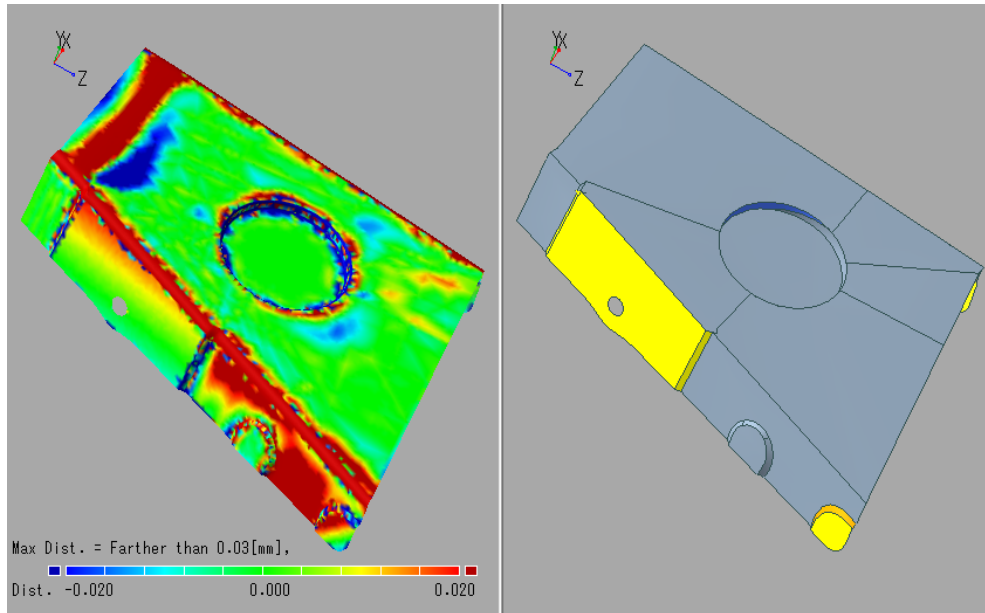 YX
Z
YX
Z
Max Dist. = Farther than 0.03[mm],
Dist. -0.020 0.000 0.020